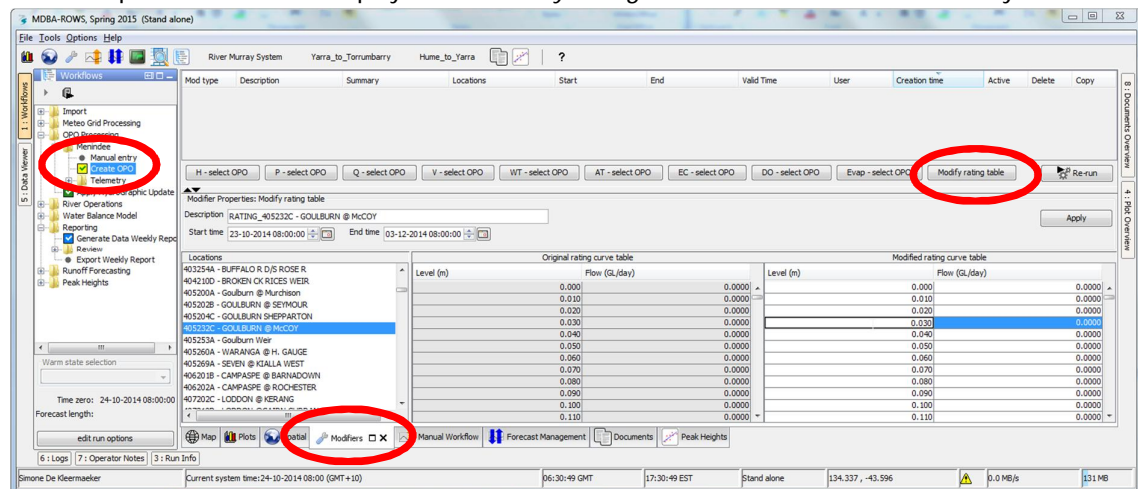 MDBA-ROWS, Spring 2015 (Stand alone)
File Tools Options Help
River Murray System Yarra_to_Torrumbarry Hume_to_Yarra ?
Workflows
1 : Workflows
Data Viewer
5 : Data Viewer
Import
Meteo Grid Processing
OPO Processing
Menindee
Manual entry
Create OPO
Telemetry
River Operations
Water Balance Model
Reporting
Generate Data Weekly Repo
Review
Export Weekly Report
Runoff Forecasting
Peak Heights
Warm state selection
Time zero: 24-10-2014 08:00:00
Forecast length:
edit run options
Mod type Description Summary Locations Start End Valid Time User Creation time Active Delete Copy
H - select OPO P - select OPO Q - select OPO V - select OPO WT - select OPO AT - select OPO EC - select OPO DO - select OPO Evap - select OPO Modify rating table Re-run
Modifier Properties: Modify rating table
Description RATING_405232C - GOULBURN @ McCOY Apply
Start time 23-10-2014 08:00:00 End time 03-12-2014 08:00:00
Locations
403254A - BUFFALO R D/S ROSE R
404210D - BROKEN CK RICES WEIR
405200A - Goulburn @ Murchison
405202B - GOULBURN @ SEYMOUR
405204C - GOULBURN SHEPPARTON
405232C - GOULBURN @ McCOY
405253A - Goulburn Weir
405260A - WARANGA @ H. GAUGE
405269A - SEVEN @ KIALLA WEST
406201B - CAMPASPE @ BARNADOWN
406202A - CAMPASPE @ ROCHESTER
407202C - LODDON @ KERANG
Original rating curve table
Level (m) Flow (GL/day)
0.000 0.0000
0.010 0.0000
0.020 0.0000
0.030 0.0000
0.040 0.0000
0.050 0.0000
0.060 0.0000
0.070 0.0000
0.080 0.0000
0.090 0.0000
0.100 0.0000
0.110 0.0000
Modified rating curve table
Level (m) Flow (GL/day)
0.000 0.0000
0.010 0.0000
0.020 0.0000
0.030 0.0000
0.040 0.0000
0.050 0.0000
0.060 0.0000
0.070 0.0000
0.080 0.0000
0.090 0.0000
0.100 0.0000
0.110 0.0000
8 : Documents Overview
4 : Plot Overview
Map Plots Spatial Modifiers Manual Workflow Forecast Management Documents Peak Heights
6 : Logs 7 : Operator Notes 3 : Run Info
Simone De Kleermaeker Current system time:24-10-2014 08:00 (GMT+10) 06:30:49 GMT 17:30:49 EST Stand alone 134.337 , -43.596 0.0 MB/s 131 MB